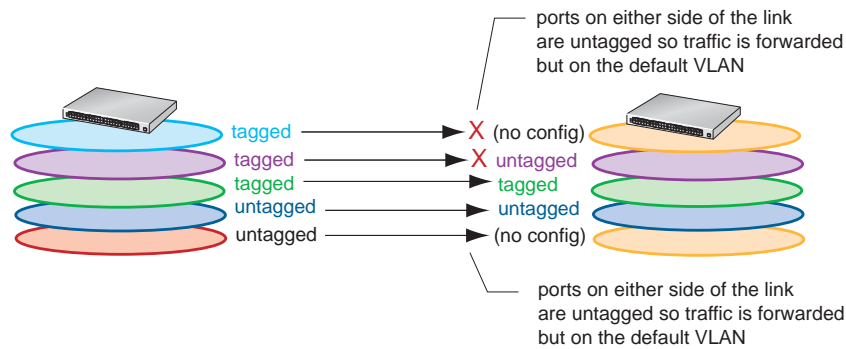 ports on either side of the link
are untagged so traffic is forwarded
but on the default VLAN
tagged X (no config)
tagged X untagged
tagged tagged
untagged untagged
untagged (no config)
ports on either side of the link
are untagged so traffic is forwarded
but on the default VLAN